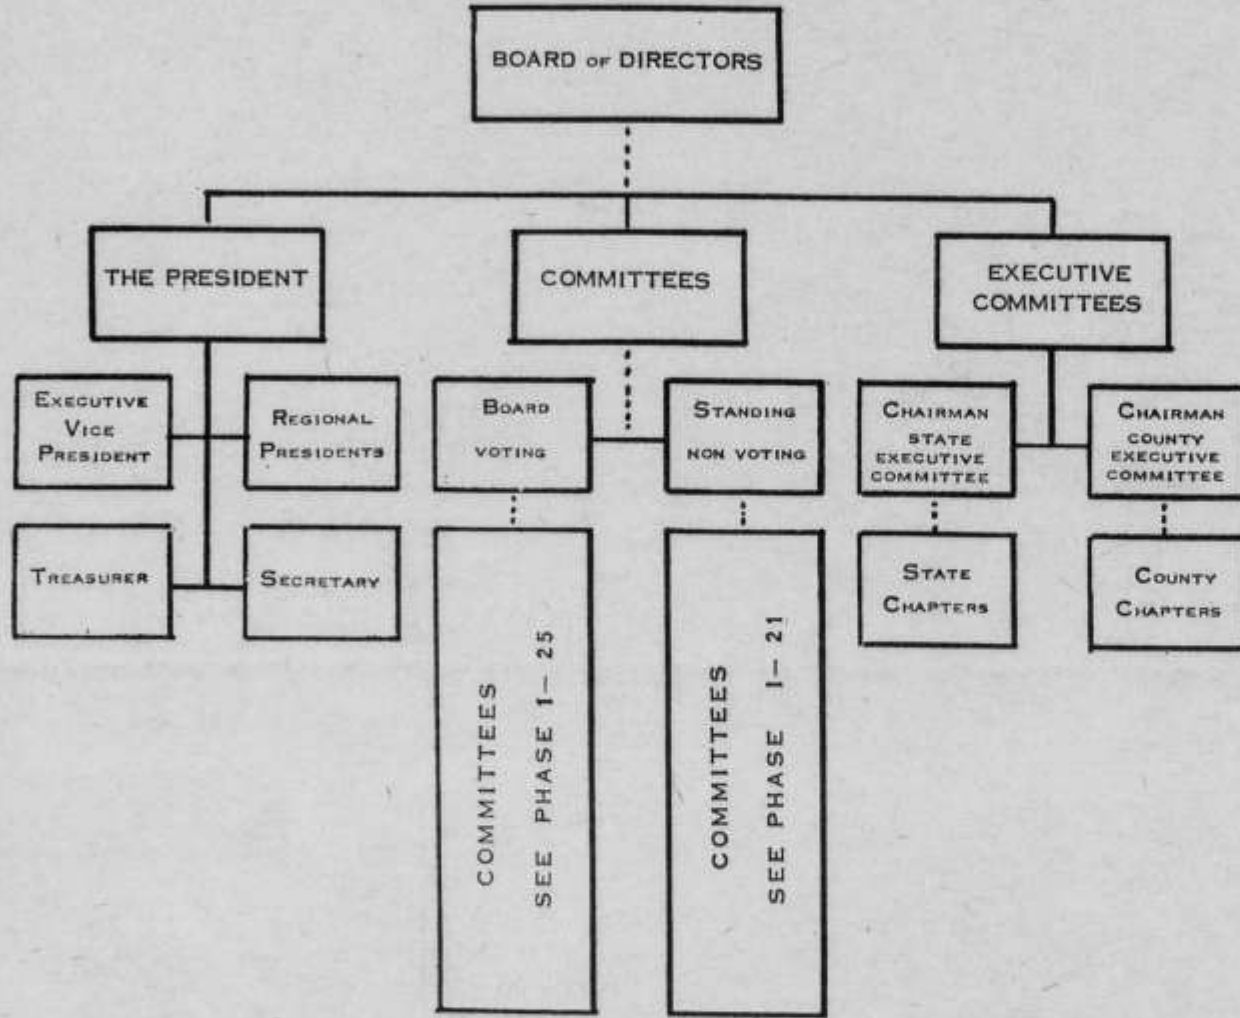 BOARD OF DIRECTORS
THE PRESIDENT
COMMITTEES
EXECUTIVE
COMMITTEES
EXECUTIVE
VICE
PRESIDENT
REGIONAL
PRESIDENTS
BOARD
VOTING
STANDING
NON VOTING
CHAIRMAN
STATE
EXECUTIVE
COMMITTEE
CHAIRMAN
COUNTY
EXECUTIVE
COMMITTEE
TREASURER
SECRETARY
COMMITTEES
SEE PHASE 1— 25
COMMITTEES
SEE PHASE 1— 21
STATE
CHAPTERS
COUNTY
CHAPTERS